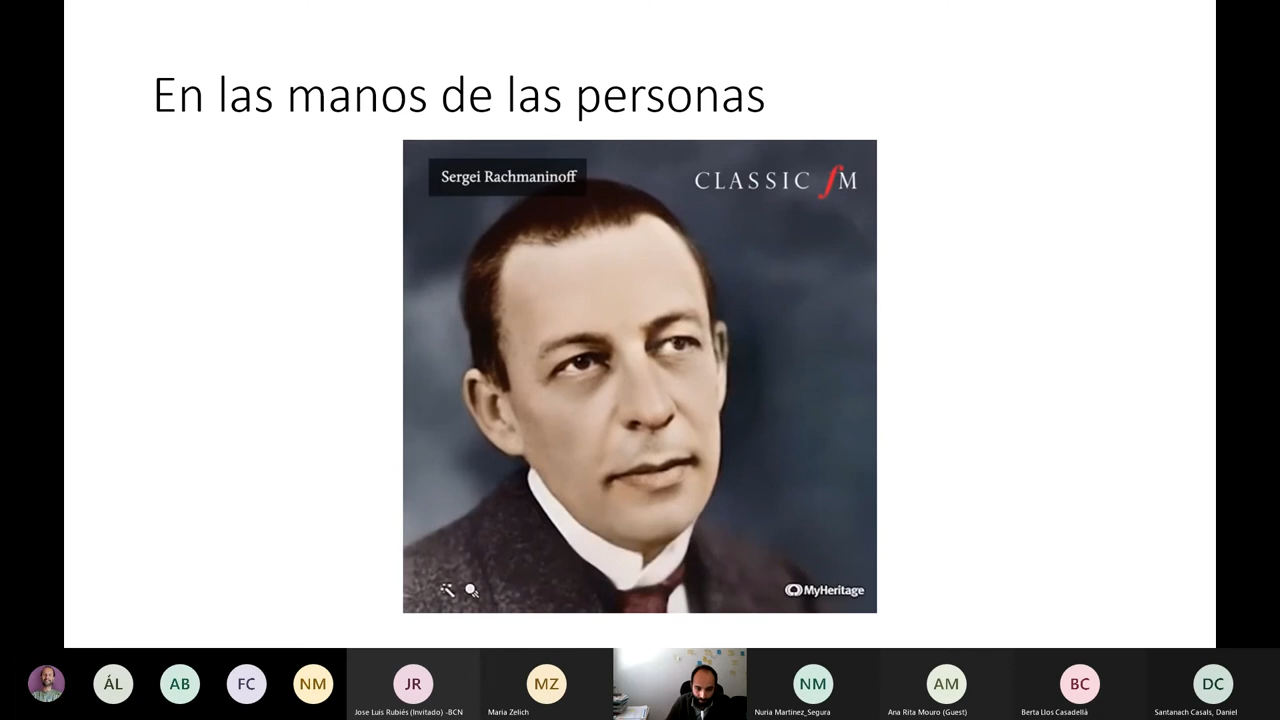 En las manos de las personas
Sergei Rachmaninoff
CLASSIC fM
MyHeritage
ÁL
AB
FC
NM
JR
MZ
NM
AM
BC
DC
Jose Luis Rubiés (Invitado) -BCN
Maria Zelich
Nuria Martínez_Segura
Ana Rita Mouro (Guest)
Berta Llos Casadellà
Santanach Casals, Daniel